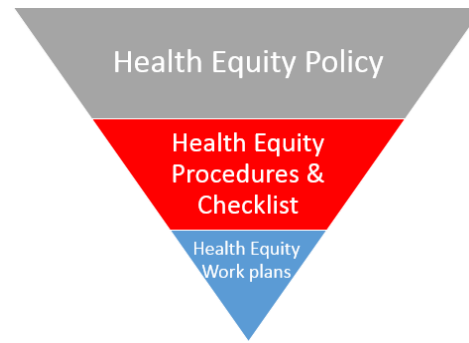 Health Equity Policy
Health Equity
Procedures &
Checklist
Health Equity
Work plans